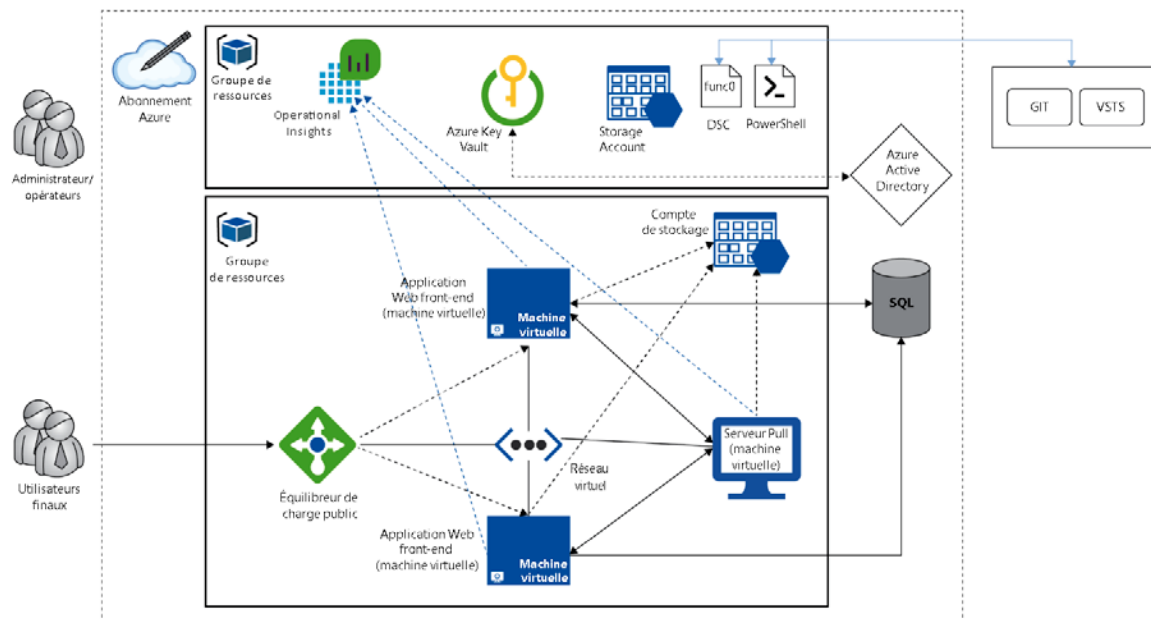 Abonnement
Azure
Groupe de
ressources
Operational
Insights
Azure Key
Vault
Storage
Account
func()
DSC
PowerShell
GIT
VSTS
Administrateur/
opérateurs
Azure
Active
Directory
Groupe
de ressources
Compte
de stockage
Application
Web front-end
(machine virtuelle)
Machine
virtuelle
SQL
Utilisateurs
finaux
Équilibreur de
charge public
Réseau
virtuel
Serveur Pull
(machine
virtuelle)
Application Web
front-end
(machine virtuelle)
Machine
virtuelle